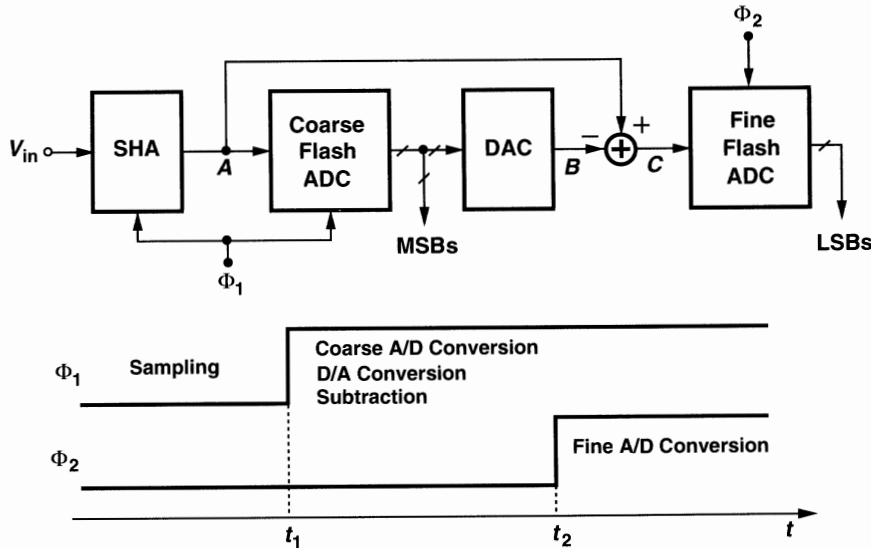 Φ2
Vin
SHA
A
Coarse
Flash
ADC
DAC
B
−
+
+
C
Fine
Flash
ADC
MSBs
LSBs
Φ1
Φ1
Sampling
Coarse A/D Conversion
D/A Conversion
Subtraction
Φ2
Fine A/D Conversion
t1
t2
t